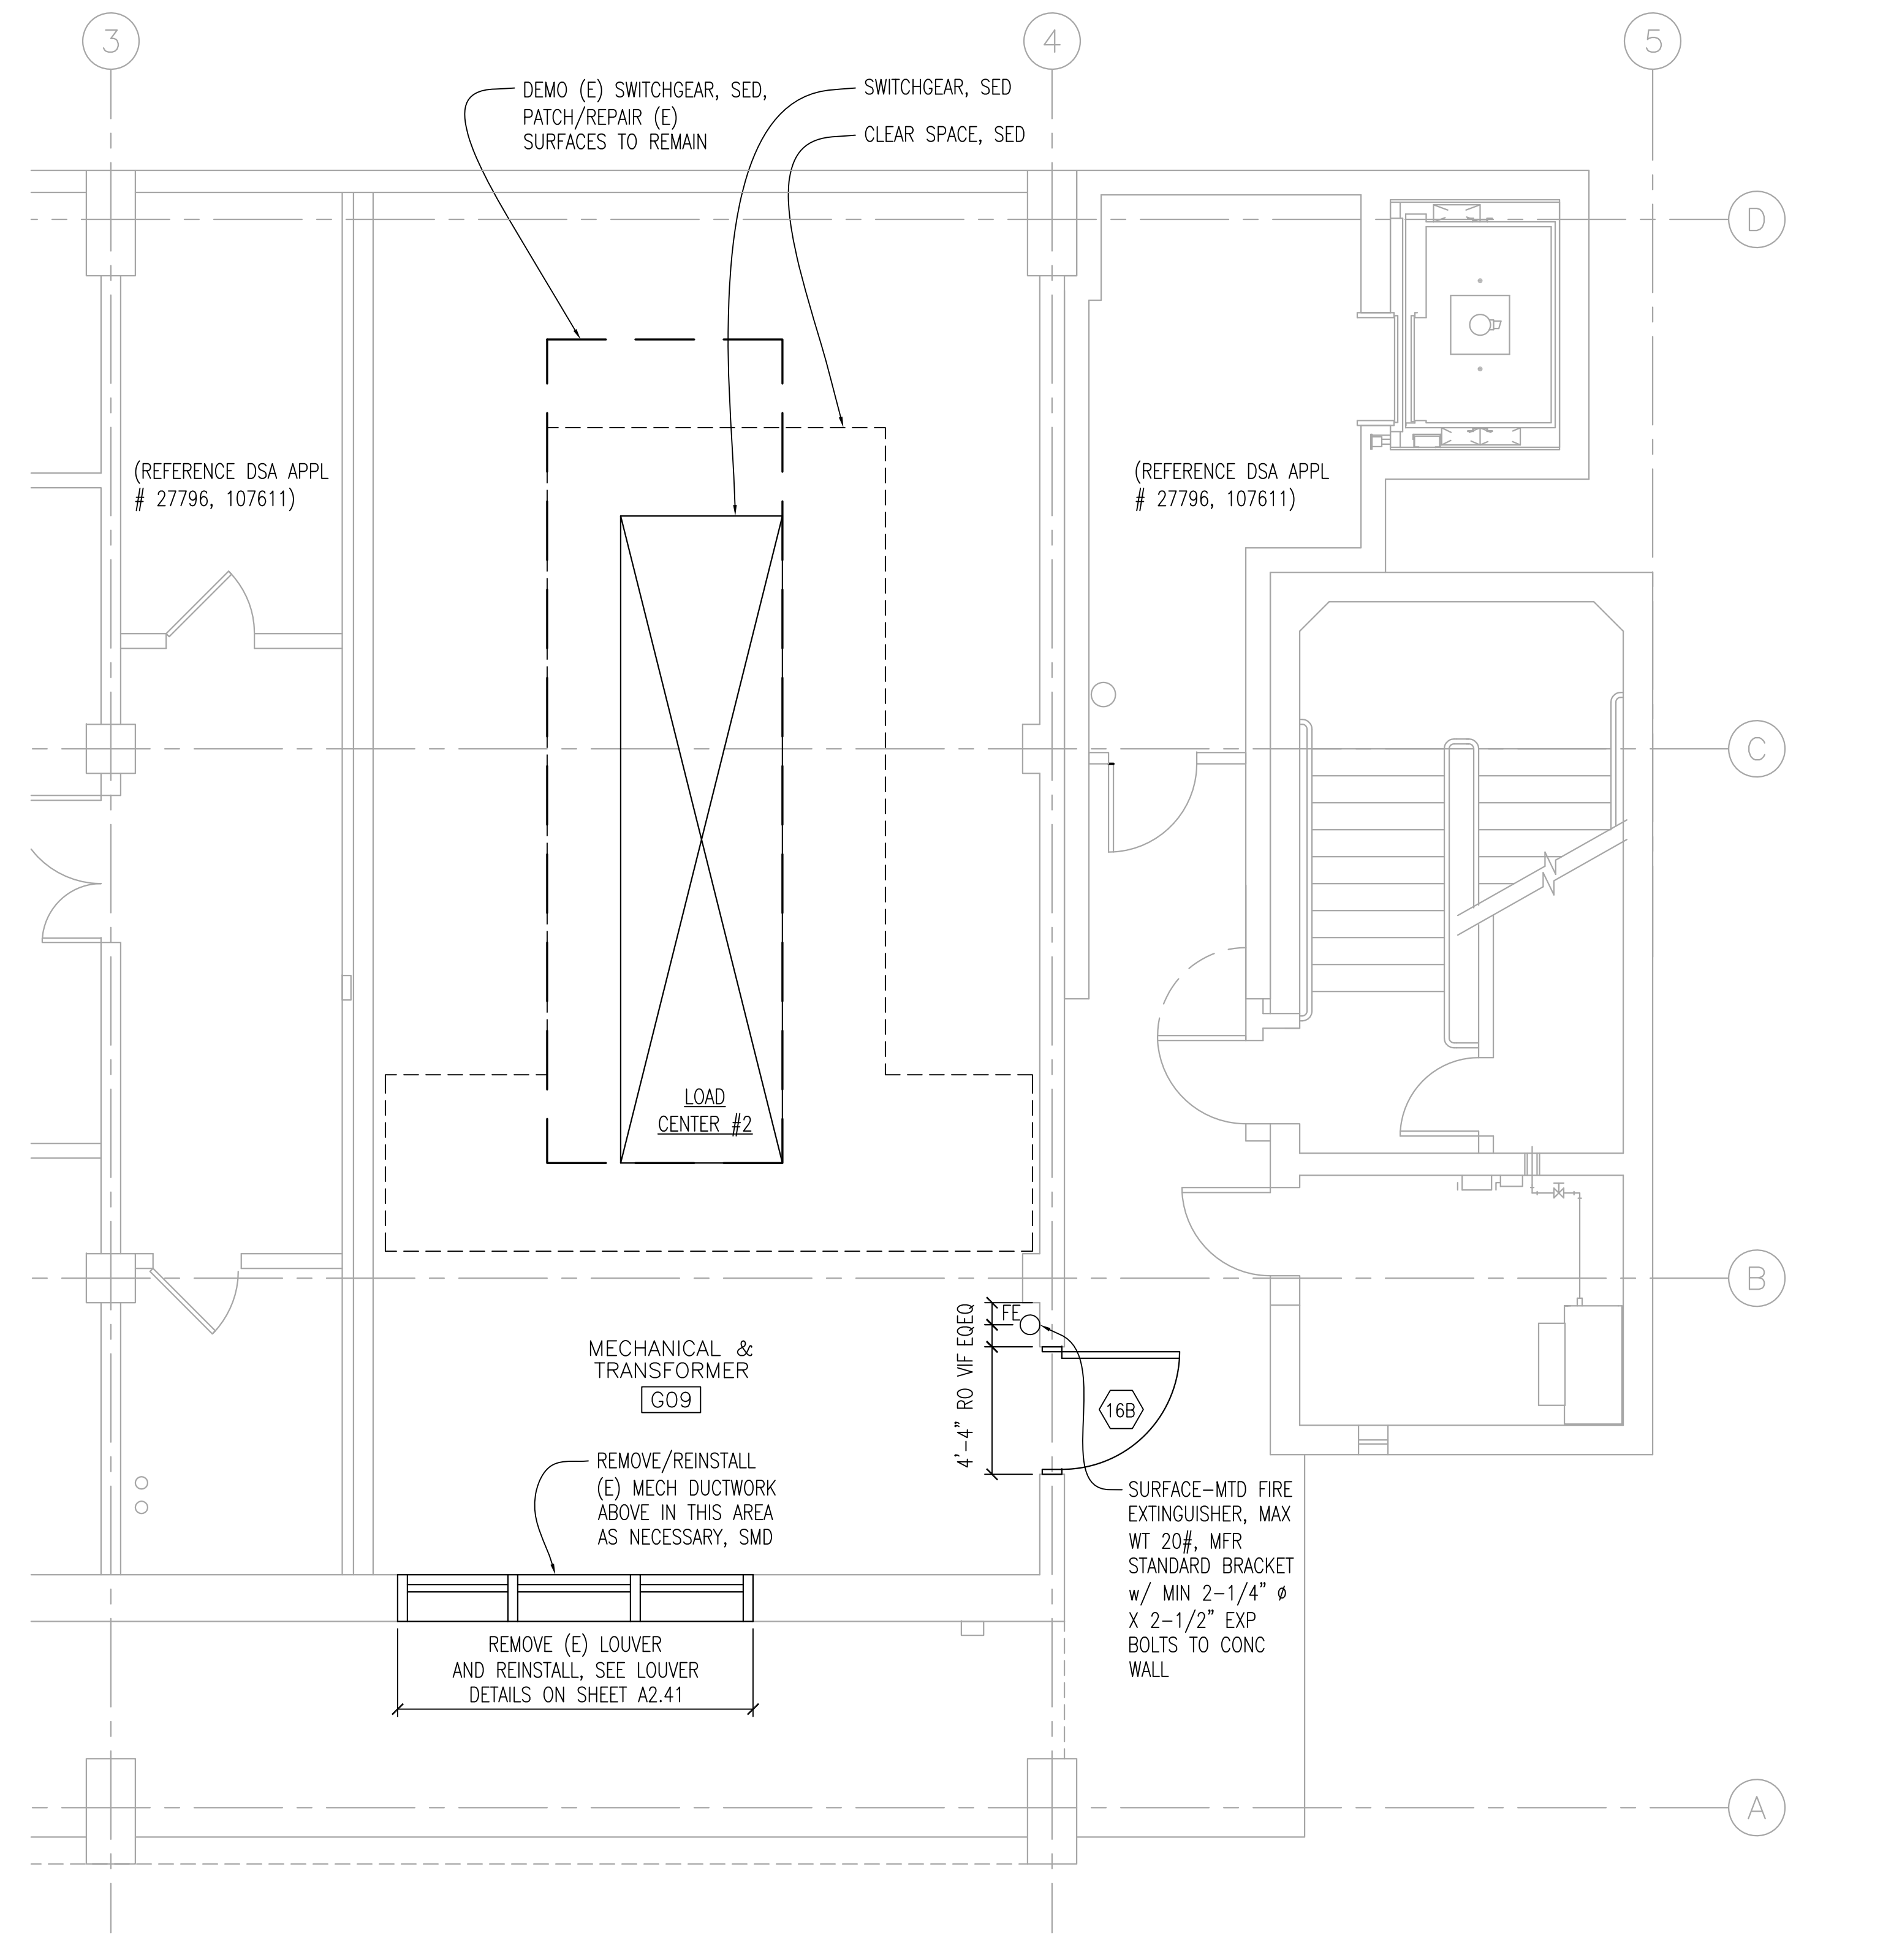 3
4
5
DEMO (E) SWITCHGEAR, SED,
PATCH/REPAIR (E)
SURFACES TO REMAIN
SWITCHGEAR, SED
CLEAR SPACE, SED
D
(REFERENCE DSA APPL
# 27796, 107611)
(REFERENCE DSA APPL
# 27796, 107611)
C
LOAD
CENTER #2
B
FE
4'-4" RO VIF EQEQ
MECHANICAL &
TRANSFORMER
G09
16B
REMOVE/REINSTALL
(E) MECH DUCTWORK
ABOVE IN THIS AREA
AS NECESSARY, SMD
SURFACE-MTD FIRE
EXTINGUISHER, MAX
WT 20#, MFR
STANDARD BRACKET
w/ MIN 2-1/4" ø
X 2-1/2" EXP
BOLTS TO CONC
WALL
REMOVE (E) LOUVER
AND REINSTALL, SEE LOUVER
DETAILS ON SHEET A2.41
A